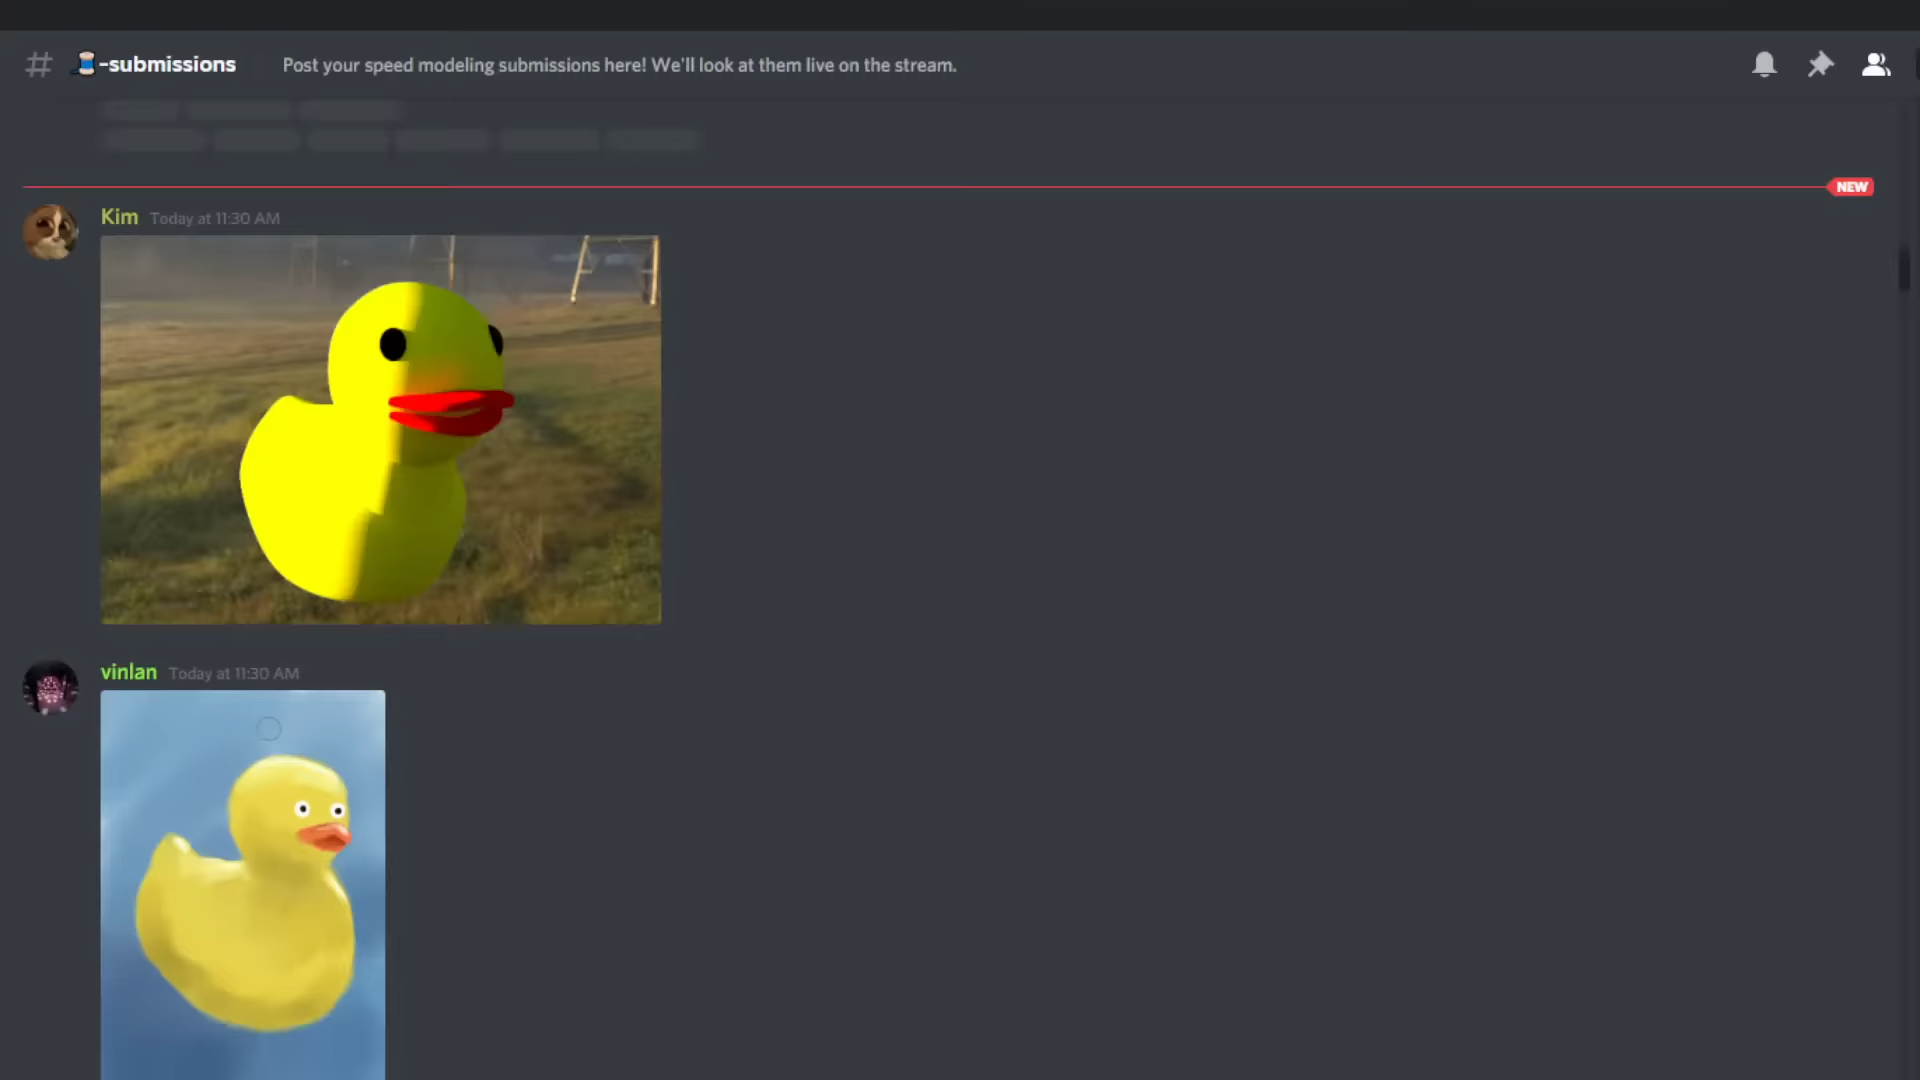 -submissions Post your speed modeling submissions here! We'll look at them live on the stream.
NEW
Kim Today at 11:30 AM
vinlan Today at 11:30 AM